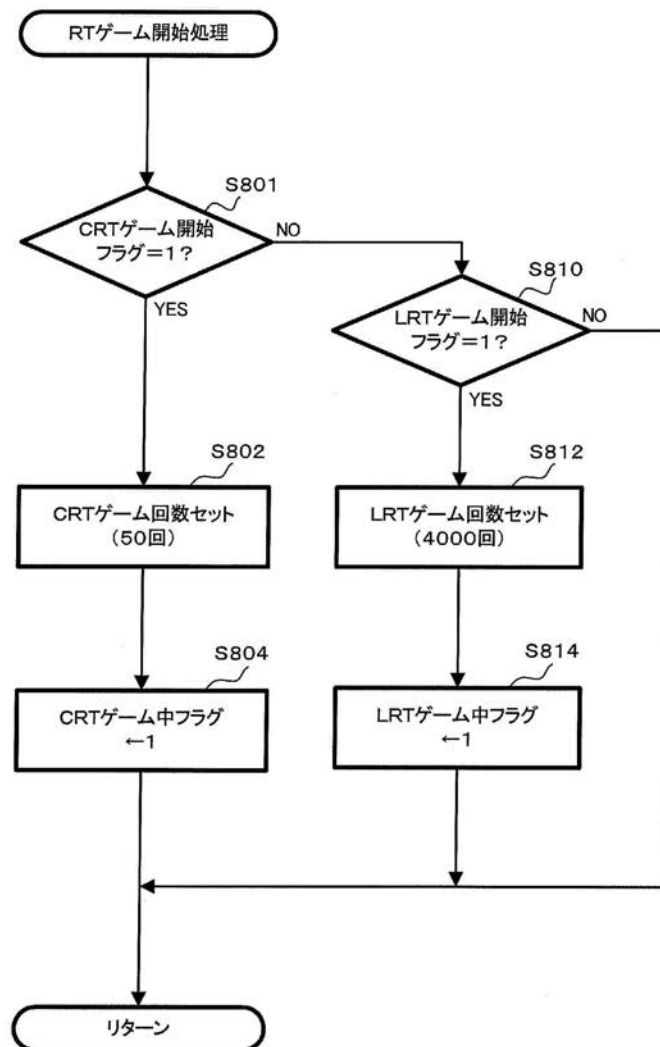 RTゲーム開始処理
S801
CRTゲーム開始
フラグ=1?
NO
YES
S810
LRTゲーム開始
フラグ=1?
NO
YES
S802
CRTゲーム回数セット
(50回)
S812
LRTゲーム回数セット
(4000回)
S804
CRTゲーム中フラグ
←1
S814
LRTゲーム中フラグ
←1
リターン